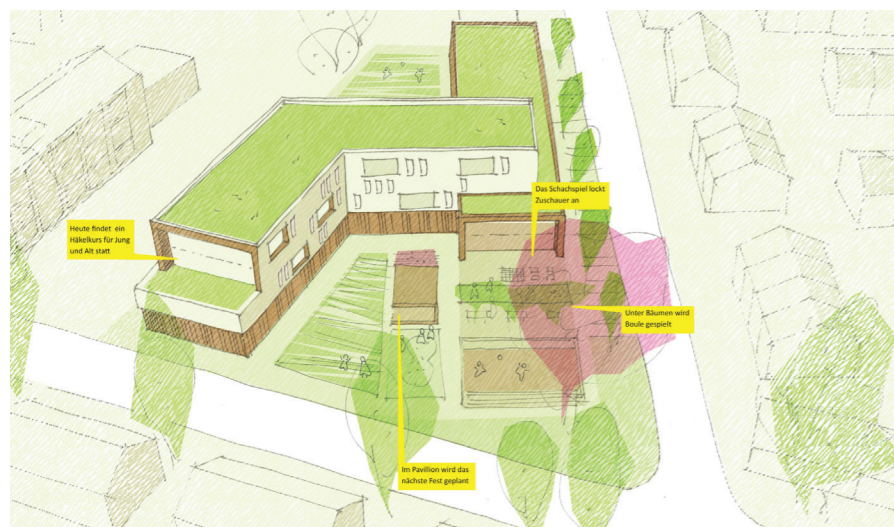 Das Schachspiel lockt
Zuschauer an
Heute findet ein
Häkelkurs für Jung
und Alt statt
Unter Bäumen wird
Boule gespielt
Im Pavillion wird das
nächste Fest geplant